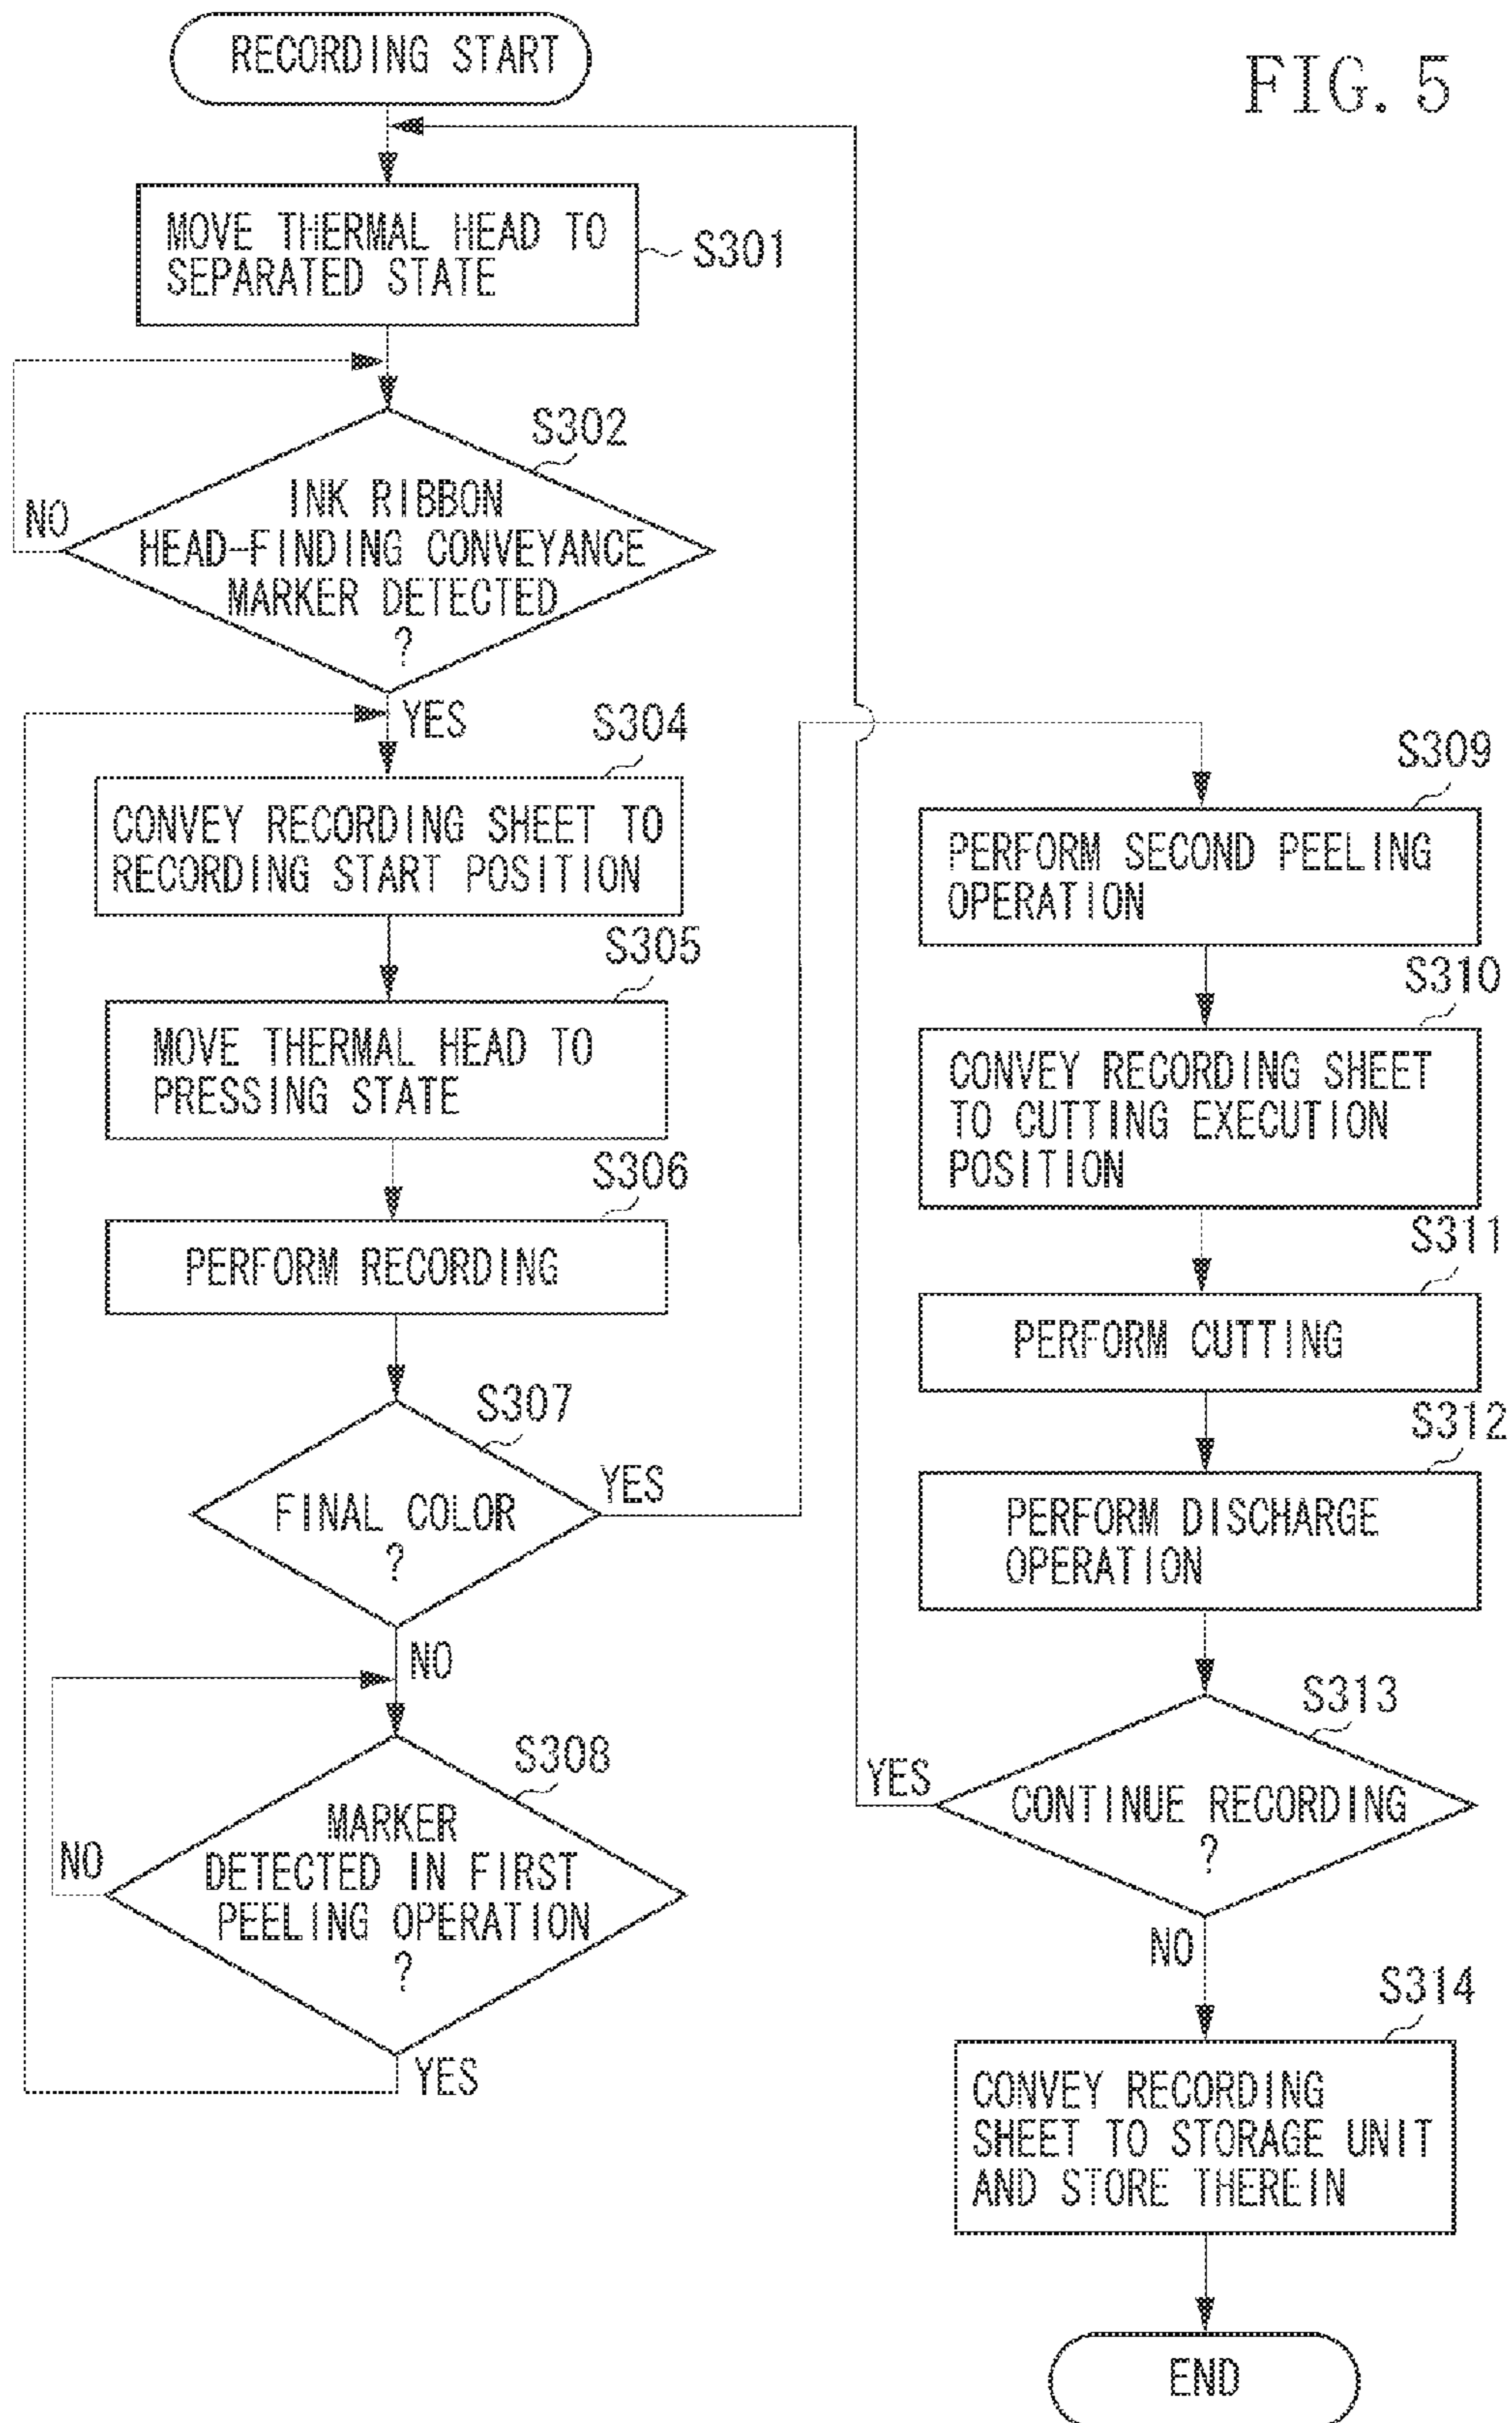 FIG. 5
RECORDING START
MOVE THERMAL HEAD TO
SEPARATED STATE
S301
S302
INK RIBBON
HEAD-FINDING CONVEYANCE
MARKER DETECTED
?
NO
YES
S304
CONVEY RECORDING SHEET TO
RECORDING START POSITION
S305
MOVE THERMAL HEAD TO
PRESSING STATE
S306
PERFORM RECORDING
S307
FINAL COLOR
?
YES
NO
S308
MARKER
DETECTED IN FIRST
PEELING OPERATION
?
NO
YES
S309
PERFORM SECOND PEELING
OPERATION
S310
CONVEY RECORDING SHEET
TO CUTTING EXECUTION
POSITION
S311
PERFORM CUTTING
S312
PERFORM DISCHARGE
OPERATION
S313
CONTINUE RECORDING
?
YES
NO
S314
CONVEY RECORDING
SHEET TO STORAGE UNIT
AND STORE THEREIN
END